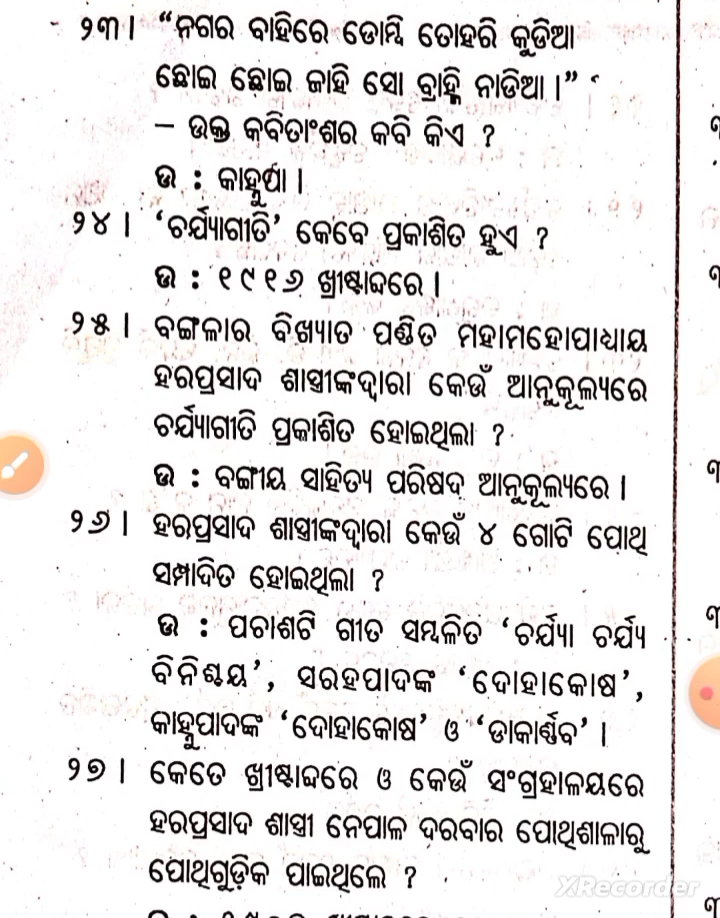 ୨୩। “ନଗର ବାହିରେ ଡୋମ୍ବି ତୋହରି କୁଡିଆ
ଛୋଇ ଛୋଇ ଜାହି ସୋ ବ୍ରାହ୍ମି ନାଡିଆ।”
– ଉକ୍ତ କବିତାଂଶର କବି କିଏ ?
ଉ : କାହ୍ନୁପା।
୨୪। ‘ଚର୍ଯ୍ୟାଗୀତି’ କେବେ ପ୍ରକାଶିତ ହୁଏ ?
ଉ : ୧୯୧୬ ଖ୍ରୀଷ୍ଟାବ୍ଦରେ।
୨୫। ବଙ୍ଗଳାର ବିଖ୍ୟାତ ପଣ୍ଡିତ ମହାମହୋପାଧ୍ୟାୟ
ହରପ୍ରସାଦ ଶାସ୍ତ୍ରୀଙ୍କଦ୍ୱାରା କେଉଁ ଆନୁକୂଲ୍ୟରେ
ଚର୍ଯ୍ୟାଗୀତି ପ୍ରକାଶିତ ହୋଇଥିଲା ?
ଉ : ବଙ୍ଗୀୟ ସାହିତ୍ୟ ପରିଷଦ ଆନୁକୂଲ୍ୟରେ।
୨୬। ହରପ୍ରସାଦ ଶାସ୍ତ୍ରୀଙ୍କଦ୍ୱାରା କେଉଁ ୪ ଗୋଟି ପୋଥି
ସମ୍ପାଦିତ ହୋଇଥିଲା ?
ଉ : ପଚାଶଟି ଗୀତ ସମ୍ବଳିତ ‘ଚର୍ଯ୍ୟା ଚର୍ଯ୍ୟ
ବିନିଶ୍ଚୟ’, ସରହପାଦଙ୍କ ‘ଦୋହାକୋଷ’,
କାହ୍ନୁପାଦଙ୍କ ‘ଦୋହାକୋଷ’ ଓ ‘ଡାକାର୍ଣ୍ଣବ’।
୨୭। କେତେ ଖ୍ରୀଷ୍ଟାବ୍ଦରେ ଓ କେଉଁ ସଂଗ୍ରହାଳୟରେ
ହରପ୍ରସାଦ ଶାସ୍ତ୍ରୀ ନେପାଳ ଦରବାର ପୋଥିଶାଳାରୁ
ପୋଥିଗୁଡ଼ିକ ପାଇଥିଲେ ?
XRecorder